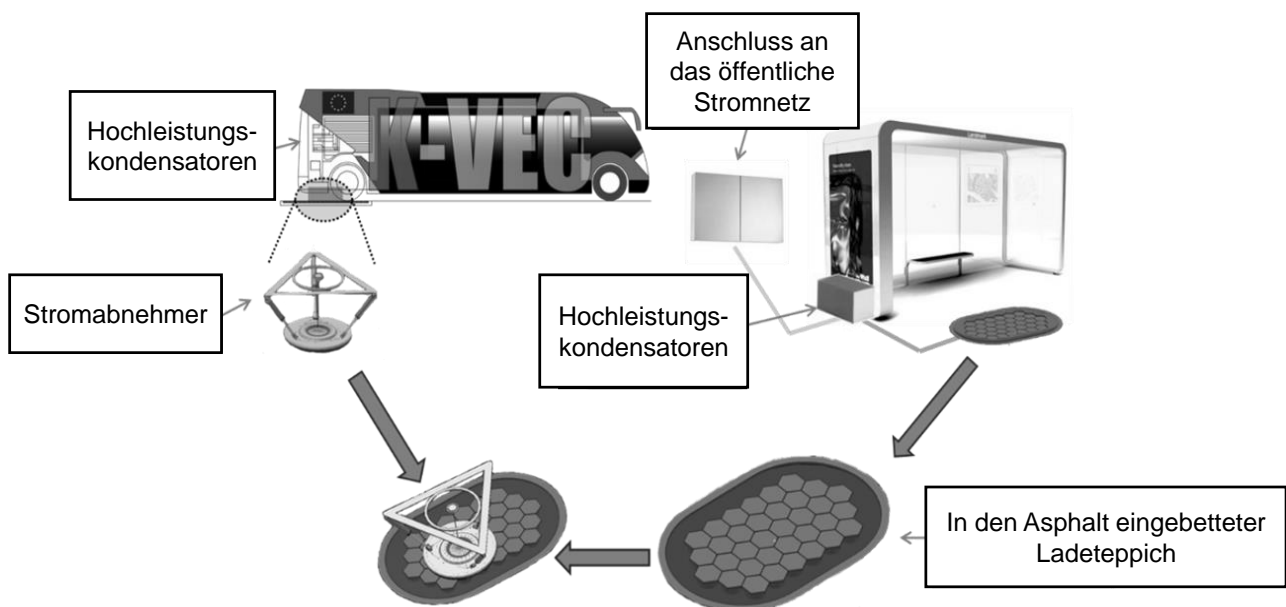 Anschluss an
das öffentliche
Stromnetz
Hochleistungs-
kondensatoren
K-VEC
Stromabnehmer
Hochleistungs-
kondensatoren
In den Asphalt eingebetteter
Ladeteppich